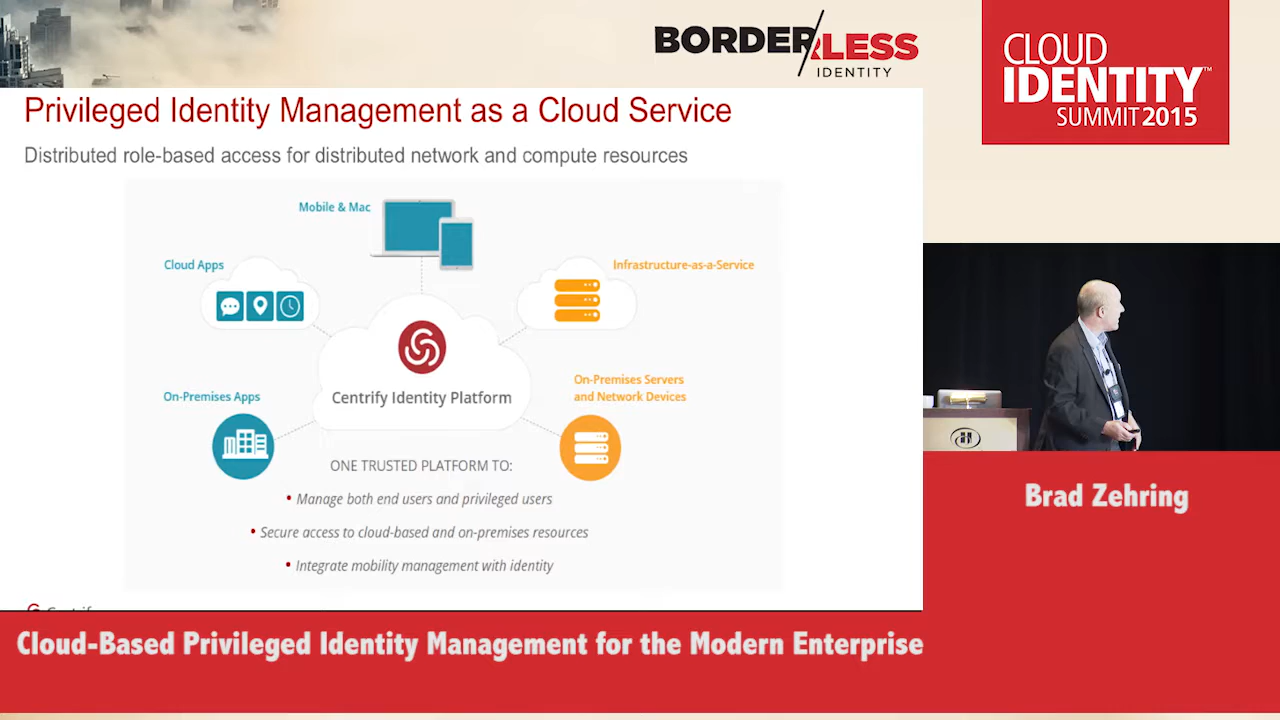 BORDER/LESS
IDENTITY
CLOUD
IDENTITY™
SUMMIT 2015
Privileged Identity Management as a Cloud Service
Distributed role-based access for distributed network and compute resources
Mobile & Mac
Cloud Apps
Infrastructure-as-a-Service
Centrify Identity Platform
On-Premises Apps
On-Premises Servers
and Network Devices
ONE TRUSTED PLATFORM TO:
• Manage both end users and privileged users
• Secure access to cloud-based and on-premises resources
• Integrate mobility management with identity
Brad Zehring
Cloud-Based Privileged Identity Management for the Modern Enterprise